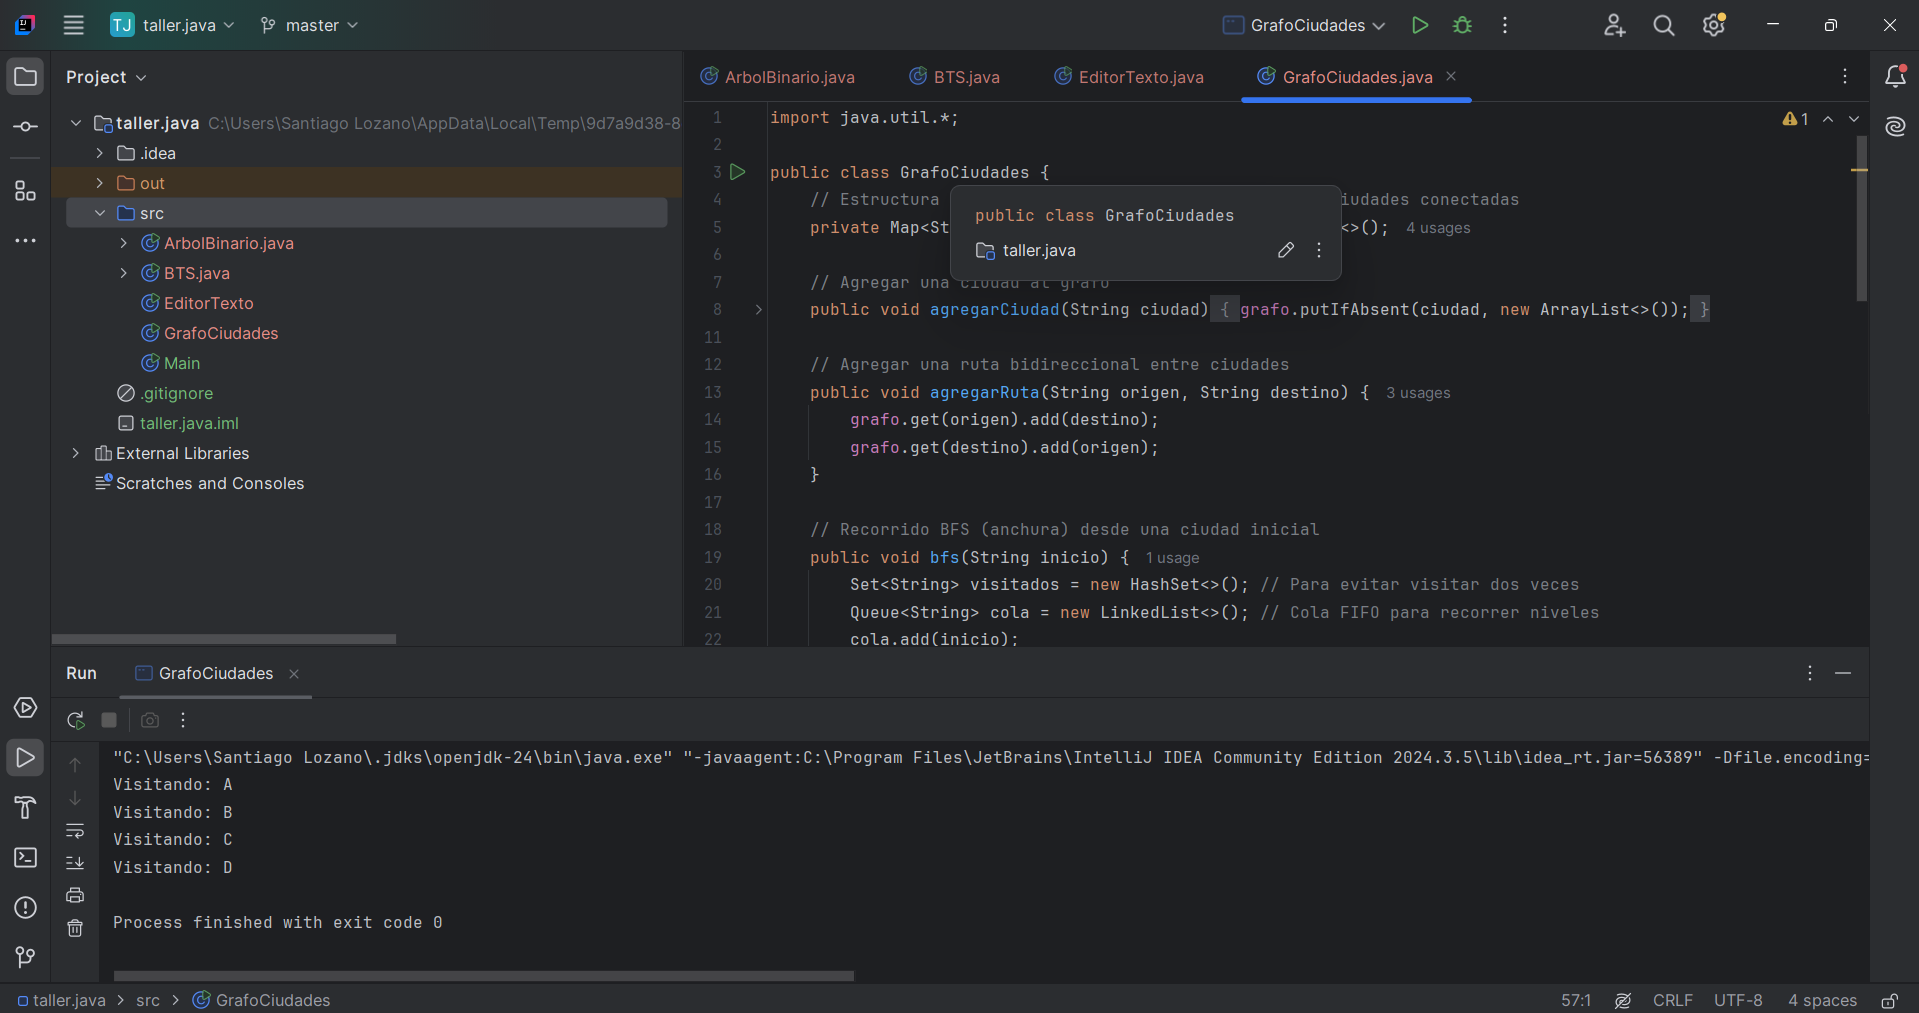 TJ taller.java master GrafoCiudades
Project
taller.java C:\Users\Santiago Lozano\AppData\Local\Temp\9d7a9d38-8
.idea
out
src
ArbolBinario.java
BTS.java
EditorTexto
GrafoCiudades
Main
.gitignore
taller.java.iml
External Libraries
Scratches and Consoles
ArbolBinario.java BTS.java EditorTexto.java GrafoCiudades.java
1 import java.util.*;
1
2
3 public class GrafoCiudades {
4 // Estructura iudades conectadas
5 private Map<St <>(); 4 usages
public class GrafoCiudades
taller.java
6
7 // Agregar una ciudad al grafo
8 public void agregarCiudad(String ciudad) { grafo.putIfAbsent(ciudad, new ArrayList<>()); }
11
12 // Agregar una ruta bidireccional entre ciudades
13 public void agregarRuta(String origen, String destino) { 3 usages
14 grafo.get(origen).add(destino);
15 grafo.get(destino).add(origen);
16 }
17
18 // Recorrido BFS (anchura) desde una ciudad inicial
19 public void bfs(String inicio) { 1 usage
20 Set<String> visitados = new HashSet<>(); // Para evitar visitar dos veces
21 Queue<String> cola = new LinkedList<>(); // Cola FIFO para recorrer niveles
22 cola.add(inicio);
Run GrafoCiudades
"C:\Users\Santiago Lozano\.jdks\openjdk-24\bin\java.exe" "-javaagent:C:\Program Files\JetBrains\IntelliJ IDEA Community Edition 2024.3.5\lib\idea_rt.jar=56389" -Dfile.encoding=
Visitando: A
Visitando: B
Visitando: C
Visitando: D
Process finished with exit code 0
taller.java > src > GrafoCiudades
57:1 CRLF UTF-8 4 spaces